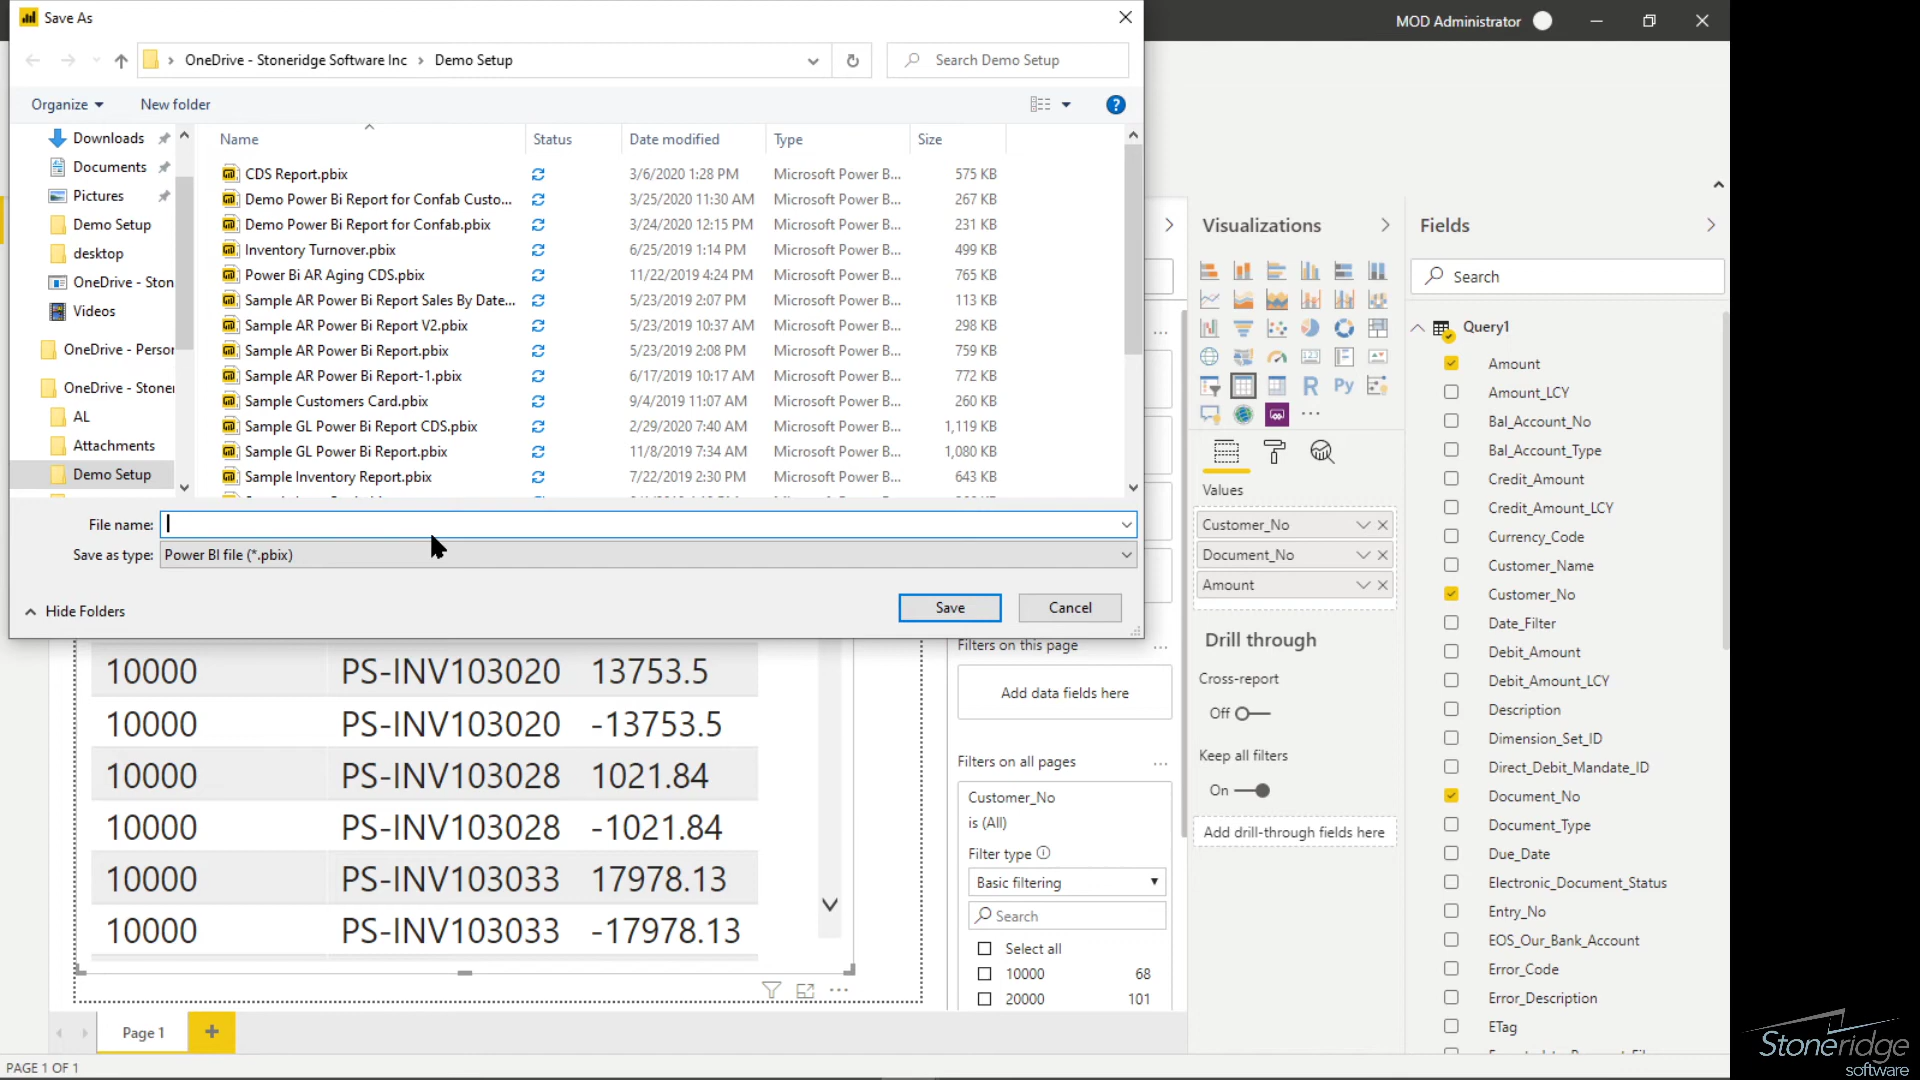 Save As
MOD Administrator
OneDrive - Stoneridge Software Inc > Demo Setup
Search Demo Setup
Organize
New folder
?
Downloads
Documents
Pictures
Demo Setup
desktop
OneDrive - Ston
Videos
OneDrive - Person
OneDrive - Stoner
AL
Attachments
Demo Setup
Name Status Date modified Type Size
CDS Report.pbix 3/6/2020 1:28 PM Microsoft Power B... 575 KB
Demo Power Bi Report for Confab Custo... 3/25/2020 11:30 AM Microsoft Power B... 267 KB
Demo Power Bi Report for Confab.pbix 3/24/2020 12:15 PM Microsoft Power B... 231 KB
Inventory Turnover.pbix 6/25/2019 1:14 PM Microsoft Power B... 499 KB
Power Bi AR Aging CDS.pbix 11/22/2019 4:24 PM Microsoft Power B... 765 KB
Sample AR Power Bi Report Sales By Date... 5/23/2019 2:07 PM Microsoft Power B... 113 KB
Sample AR Power Bi Report V2.pbix 5/23/2019 10:37 AM Microsoft Power B... 298 KB
Sample AR Power Bi Report.pbix 5/23/2019 2:08 PM Microsoft Power B... 759 KB
Sample AR Power Bi Report-1.pbix 6/17/2019 10:17 AM Microsoft Power B... 772 KB
Sample Customers Card.pbix 9/4/2019 11:07 AM Microsoft Power B... 260 KB
Sample GL Power Bi Report CDS.pbix 2/29/2020 7:40 AM Microsoft Power B... 1,119 KB
Sample GL Power Bi Report.pbix 11/8/2019 7:34 AM Microsoft Power B... 1,080 KB
Sample Inventory Report.pbix 7/22/2019 2:30 PM Microsoft Power B... 643 KB
File name:
Save as type: Power BI file (*.pbix)
Hide Folders
Save
Cancel
10000 PS-INV103020 13753.5
10000 PS-INV103020 -13753.5
10000 PS-INV103028 1021.84
10000 PS-INV103028 -1021.84
10000 PS-INV103033 17978.13
10000 PS-INV103033 -17978.13
Page 1
+
PAGE 1 OF 1
Filters on this page
Add data fields here
Filters on all pages
Customer_No
is (All)
Filter type
Basic filtering
Search
Select all
10000 68
20000 101
Visualizations
R
Py
123
Values
Customer_No
Document_No
Amount
Drill through
Cross-report
Off
Keep all filters
On
Add drill-through fields here
Fields
Search
Query1
Amount
Amount_LCY
Bal_Account_No
Bal_Account_Type
Credit_Amount
Credit_Amount_LCY
Currency_Code
Customer_Name
Customer_No
Date_Filter
Debit_Amount
Debit_Amount_LCY
Description
Dimension_Set_ID
Direct_Debit_Mandate_ID
Document_No
Document_Type
Due_Date
Electronic_Document_Status
Entry_No
EOS_Our_Bank_Account
Error_Code
Error_Description
ETag
Stoneridge
software